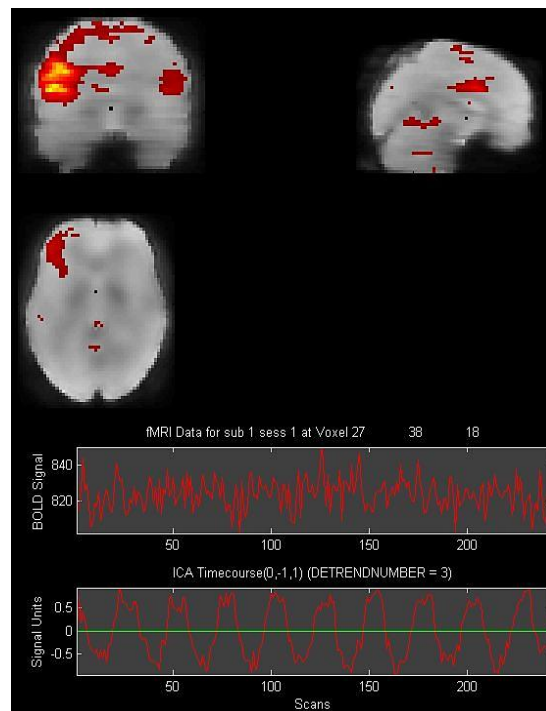 fMRI Data for sub 1 sess 1 at Voxel 27 38 18
840
820
BOLD Signal
50 100 150 200
ICA Timecourse(0,-1,1) (DETRENDNUMBER = 3)
0.5
0
-0.5
Signal Units
50 100 150 200
Scans